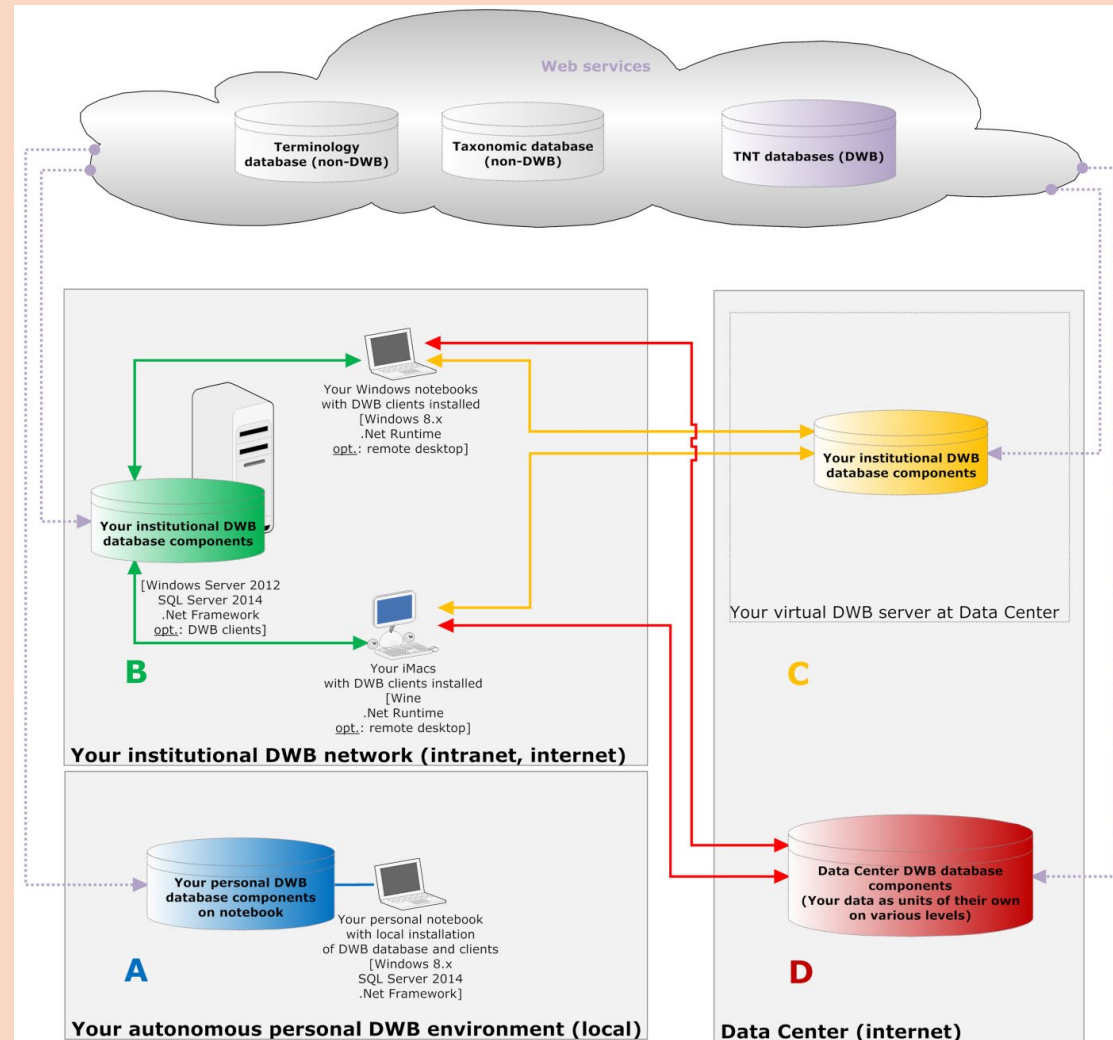 Web services
Terminology
database (non-DWB)
Taxonomic database
(non-DWB)
TNT databases (DWB)
Your Windows notebooks
with DWB clients installed
[Windows 8.x
.Net Runtime
opt.: remote desktop]
Your institutional DWB
database components
[Windows Server 2012
SQL Server 2014
.Net Framework
opt.: DWB clients]
B
Your iMacs
with DWB clients installed
[Wine
.Net Runtime
opt.: remote desktop]
Your institutional DWB network (intranet, internet)
Your personal DWB
database components
on notebook
Your personal notebook
with local installation
of DWB database and clients
[Windows 8.x
SQL Server 2014
.Net Framework]
A
Your autonomous personal DWB environment (local)
Your institutional DWB
database components
Your virtual DWB server at Data Center
C
Data Center DWB database
components
(Your data as units of their own
on various levels)
D
Data Center (internet)